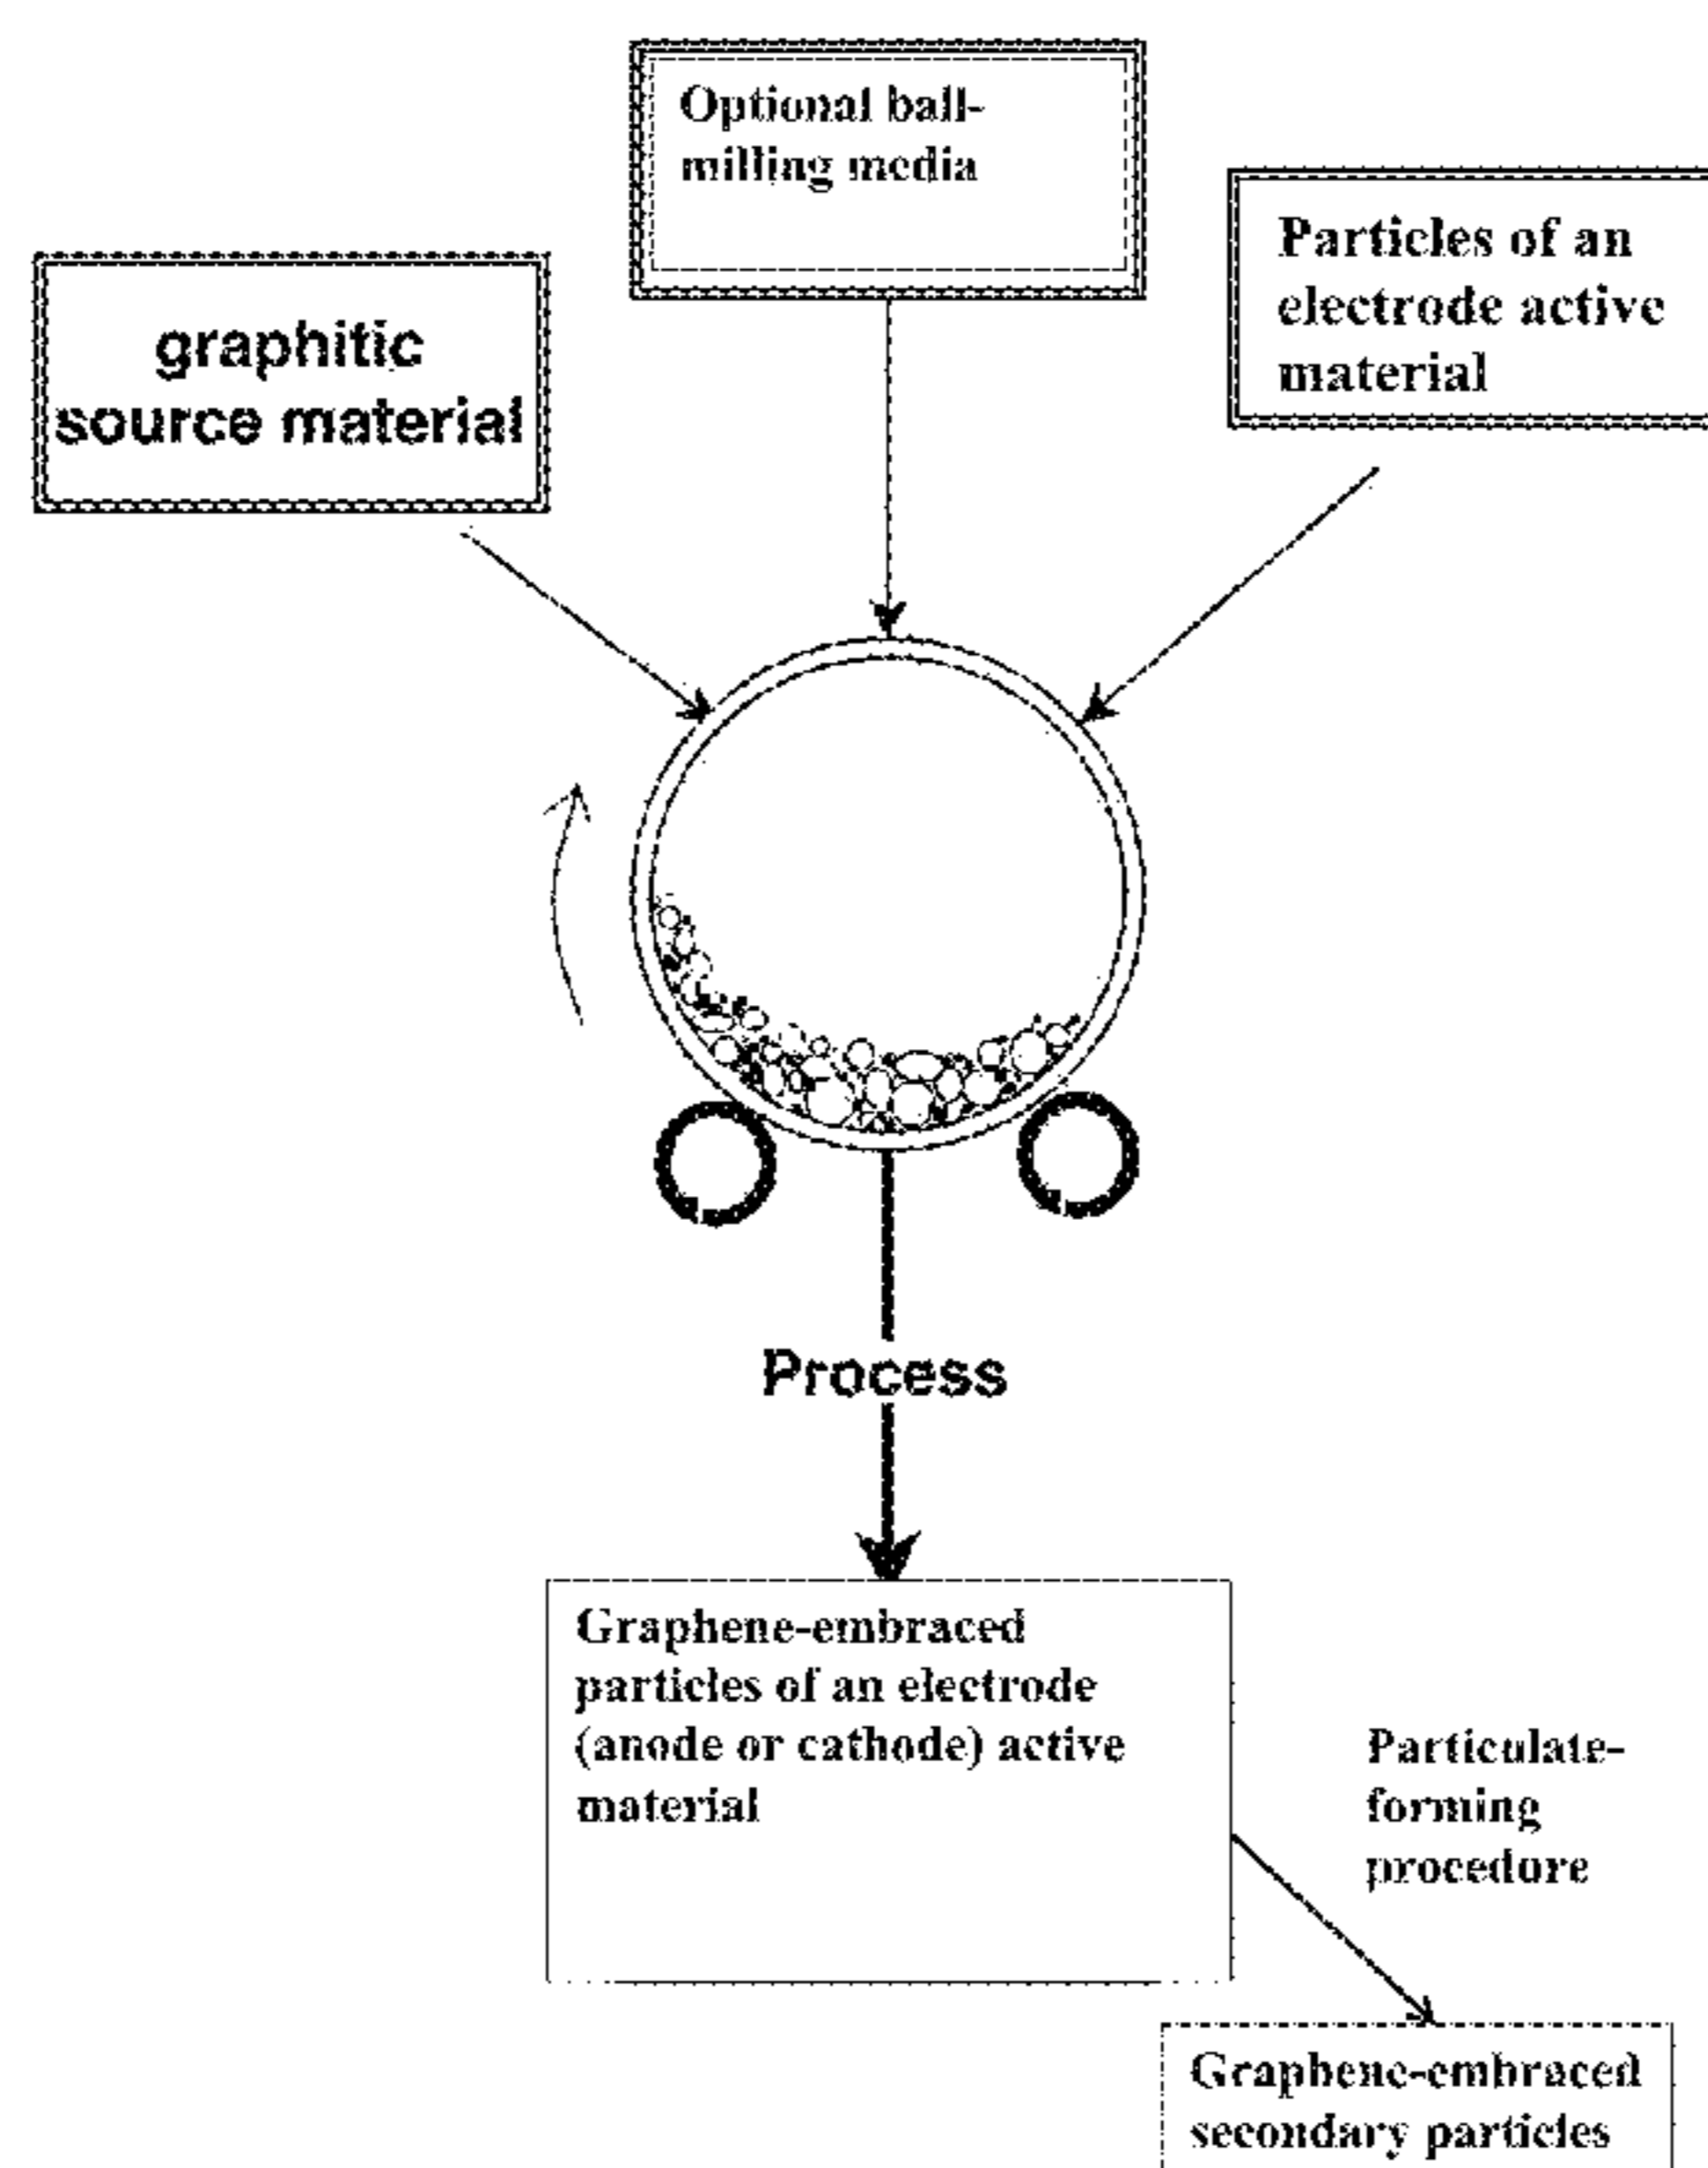 Optional ball-
milling media
graphitic
source material
Particles of an
electrode active
material
Process
Graphene-embraced
particles of an electrode
(anode or cathode) active
material
Particulate-
forming
procedure
Graphene-embraced
secondary particles